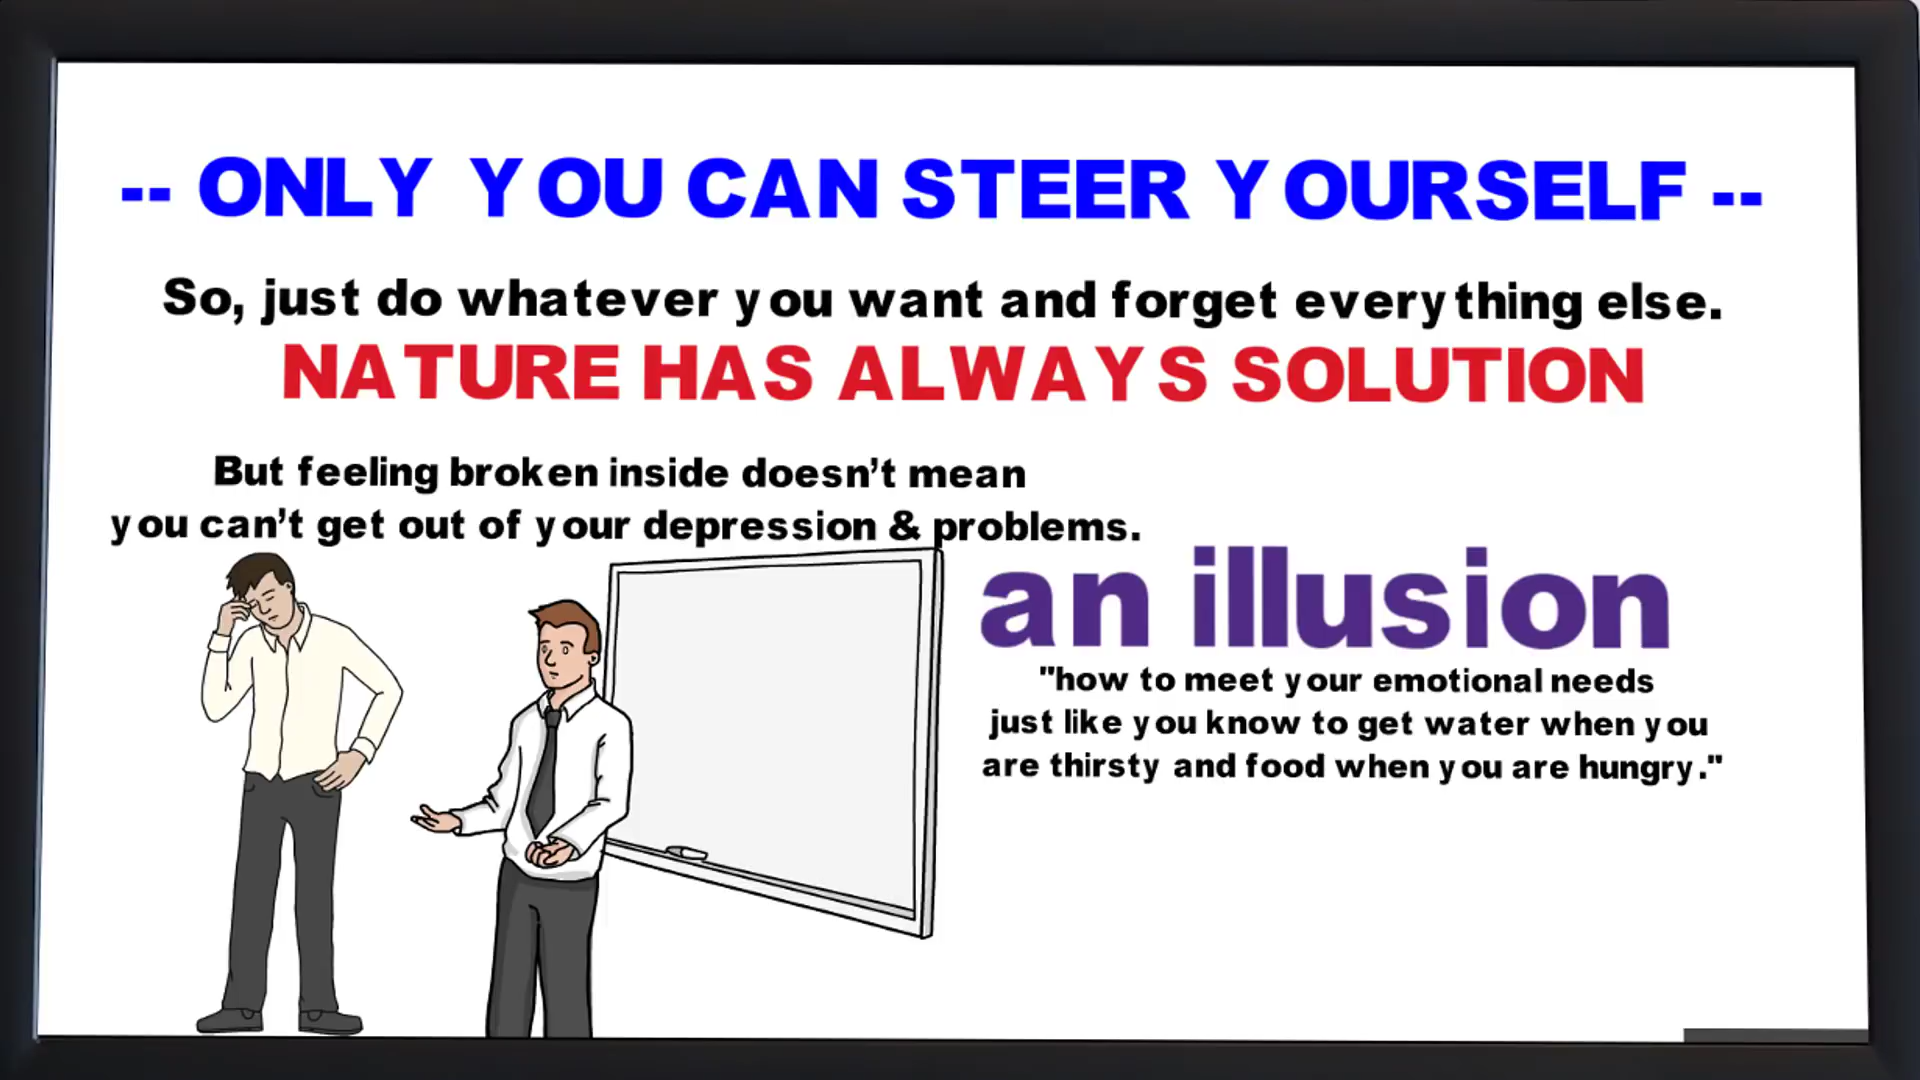 -- ONLY YOU CAN STEER YOURSELF --
So, just do whatever you want and forget everything else.
NATURE HAS ALWAYS SOLUTION
But feeling broken inside doesn’t mean
you can’t get out of your depression & problems.
an illusion
"how to meet your emotional needs
just like you know to get water when you
are thirsty and food when you are hungry."